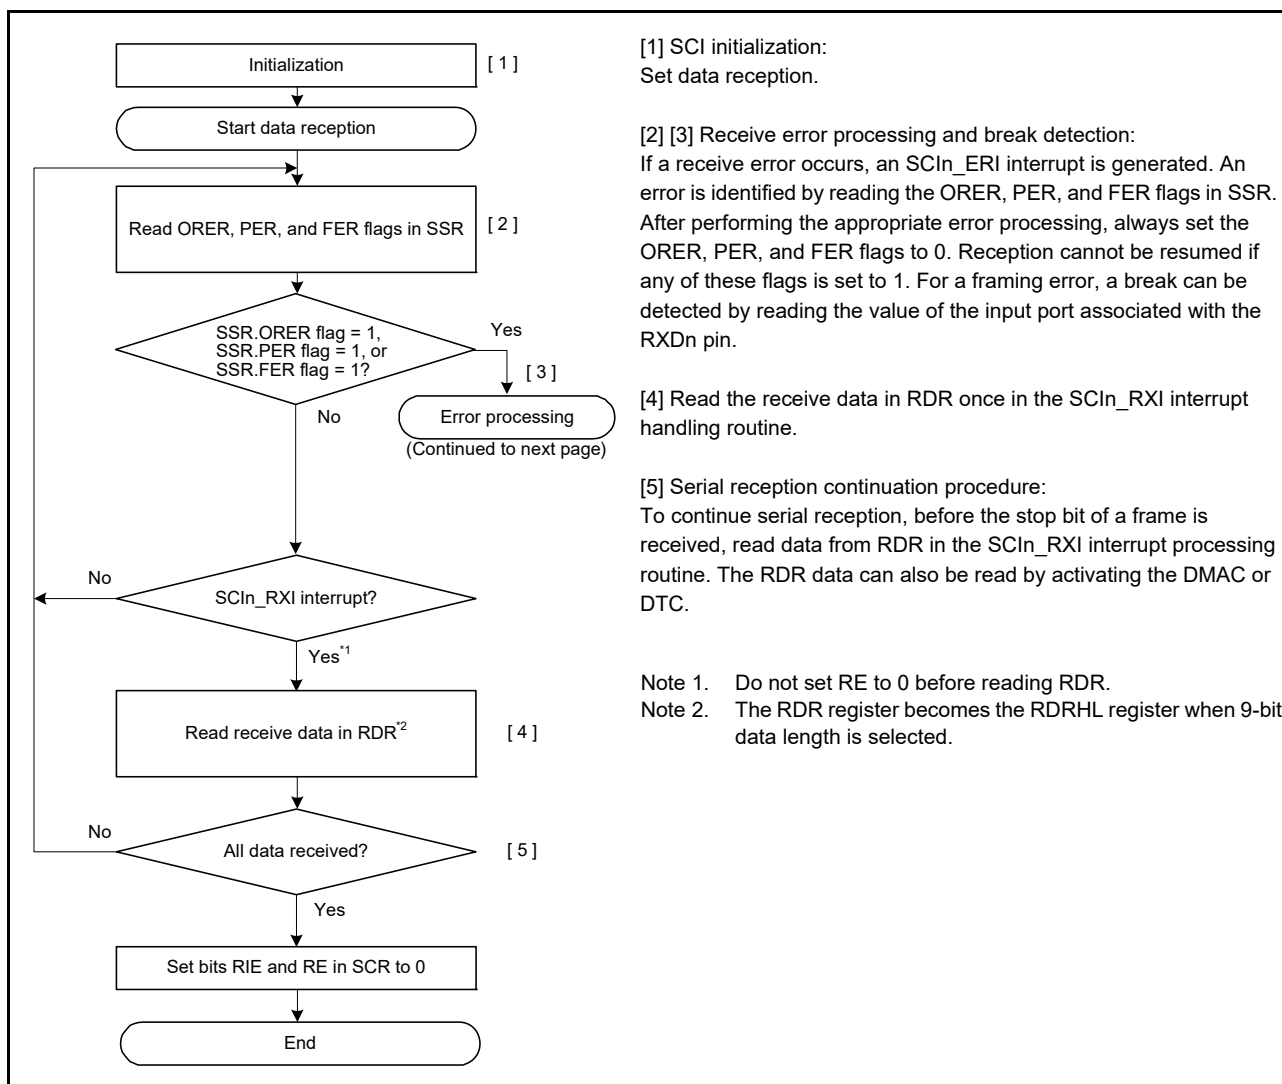 Initialization
[ 1 ]
Start data reception
Read ORER, PER, and FER flags in SSR
[ 2 ]
SSR.ORER flag = 1,
SSR.PER flag = 1, or
SSR.FER flag = 1?
Yes
[ 3 ]
No
Error processing
(Continued to next page)
No
SCIn_RXI interrupt?
Yes*1
Read receive data in RDR*2
[ 4 ]
No
All data received?
[ 5 ]
Yes
Set bits RIE and RE in SCR to 0
End
[1] SCI initialization:
Set data reception.
[2] [3] Receive error processing and break detection:
If a receive error occurs, an SCIn_ERI interrupt is generated. An
error is identified by reading the ORER, PER, and FER flags in SSR.
After performing the appropriate error processing, always set the
ORER, PER, and FER flags to 0. Reception cannot be resumed if
any of these flags is set to 1. For a framing error, a break can be
detected by reading the value of the input port associated with the
RXDn pin.
[4] Read the receive data in RDR once in the SCIn_RXI interrupt
handling routine.
[5] Serial reception continuation procedure:
To continue serial reception, before the stop bit of a frame is
received, read data from RDR in the SCIn_RXI interrupt processing
routine. The RDR data can also be read by activating the DMAC or
DTC.
Note 1. Do not set RE to 0 before reading RDR.
Note 2. The RDR register becomes the RDRHL register when 9-bit
data length is selected.